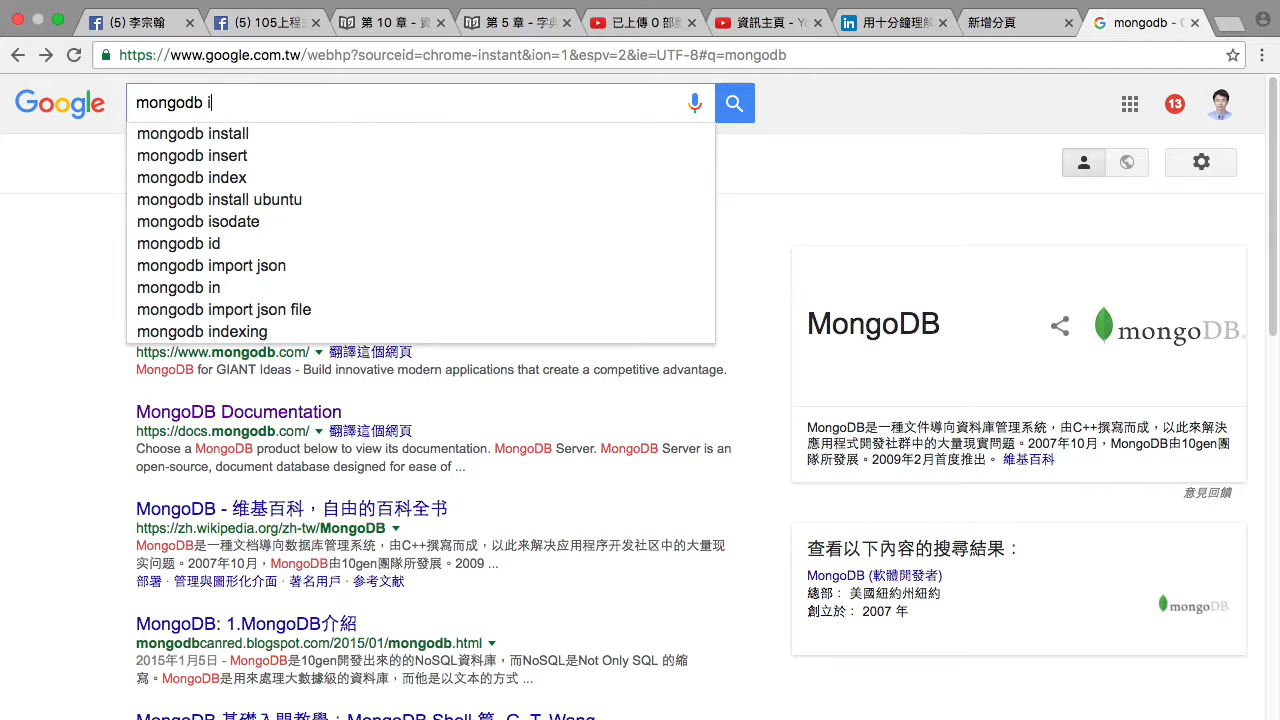 (5) 李宗翰
(5) 105上程式
第 10 章 - 資
第 5 章 - 字典
已上傳 0 部影
資訊主頁 - Yo
用十分鐘理解
新增分頁
mongodb - G
https://www.google.com.tw/webhp?sourceid=chrome-instant&ion=1&espv=2&ie=UTF-8#q=mongodb
Google
mongodb i
13
mongodb install
mongodb insert
mongodb index
mongodb install ubuntu
mongodb isodate
mongodb id
mongodb import json
mongodb in
mongodb import json file
mongodb indexing
https://www.mongodb.com/ 翻譯這個網頁
MongoDB for GIANT Ideas - Build innovative modern applications that create a competitive advantage.
MongoDB Documentation
https://docs.mongodb.com/ 翻譯這個網頁
Choose a MongoDB product below to view its documentation. MongoDB Server. MongoDB Server is an
open-source, document database designed for ease of ...
MongoDB - 维基百科，自由的百科全书
https://zh.wikipedia.org/zh-tw/MongoDB
MongoDB是一種文档導向数据库管理系統，由C++撰寫而成，以此来解决应用程序开发社区中的大量现
实问题。2007年10月，MongoDB由10gen團隊所發展。2009 ...
部署 · 管理與圖形化介面 · 著名用戶 · 参考文献
MongoDB: 1.MongoDB介紹
mongodbcanred.blogspot.com/2015/01/mongodb.html
2015年1月5日 - MongoDB是10gen開發出來的的NoSQL資料庫，而NoSQL是Not Only SQL 的縮
寫。MongoDB是用來處理大數據級的資料庫，而他是以文本的方式 ...
MongoDB 基礎入門教學：MongoDB Shell 篇 - G. T. Wang
MongoDB
mongoDB.
MongoDB是一種文件導向資料庫管理系統，由C++撰寫而成，以此來解決
應用程式開發社群中的大量現實問題。2007年10月，MongoDB由10gen團
隊所發展。2009年2月首度推出。 維基百科
意見回饋
查看以下內容的搜尋結果：
MongoDB (軟體開發者)
總部： 美國紐約州紐約
創立於： 2007 年
mongoDB.